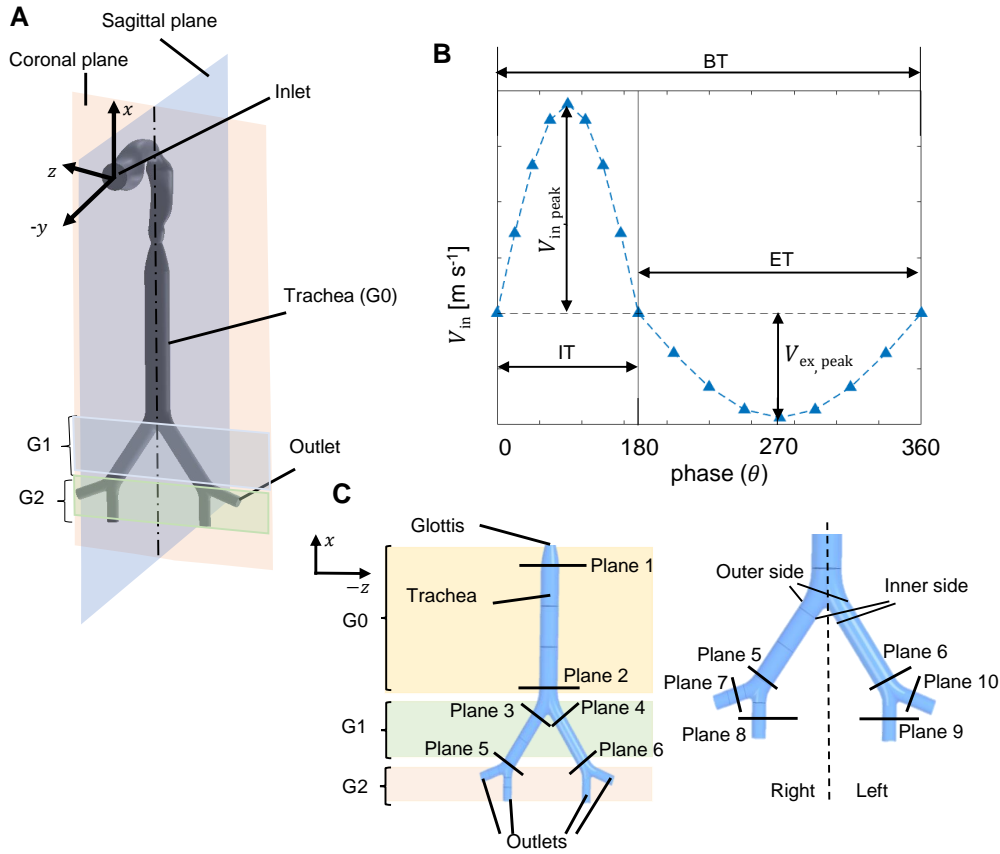 A
Sagittal plane
Coronal plane
Inlet
x
z
-y
Trachea (G0)
G1
Outlet
G2
B
BT
V_in_peak
V_in [m s⁻¹]
ET
IT
V_ex, peak
0 180 270 360
phase (θ)
C
Glottis
x
−z
Plane 1
Trachea
G0
Plane 2
Plane 3
Plane 4
G1
Plane 5
Plane 6
G2
Outlets
Outer side
Inner side
Plane 5
Plane 6
Plane 7
Plane 10
Plane 8
Plane 9
Right
Left